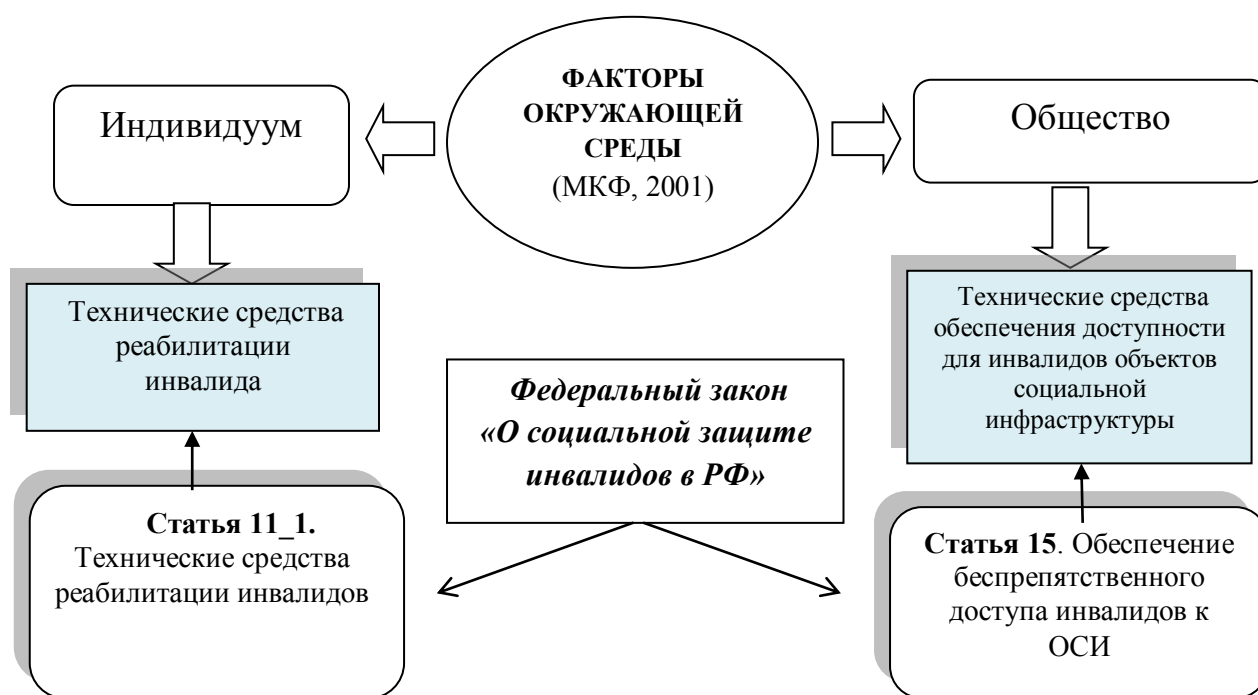 ФАКТОРЫ
ОКРУЖАЮЩЕЙ
СРЕДЫ
(МКФ, 2001)
Индивидуум
Общество
Технические средства
реабилитации
инвалида
Технические средства
обеспечения доступности
для инвалидов объектов
социальной
инфраструктуры
Федеральный закон
«О социальной защите
инвалидов в РФ»
Статья 11_1.
Технические средства
реабилитации инвалидов
Статья 15. Обеспечение
беспрепятственного
доступа инвалидов к
ОСИ